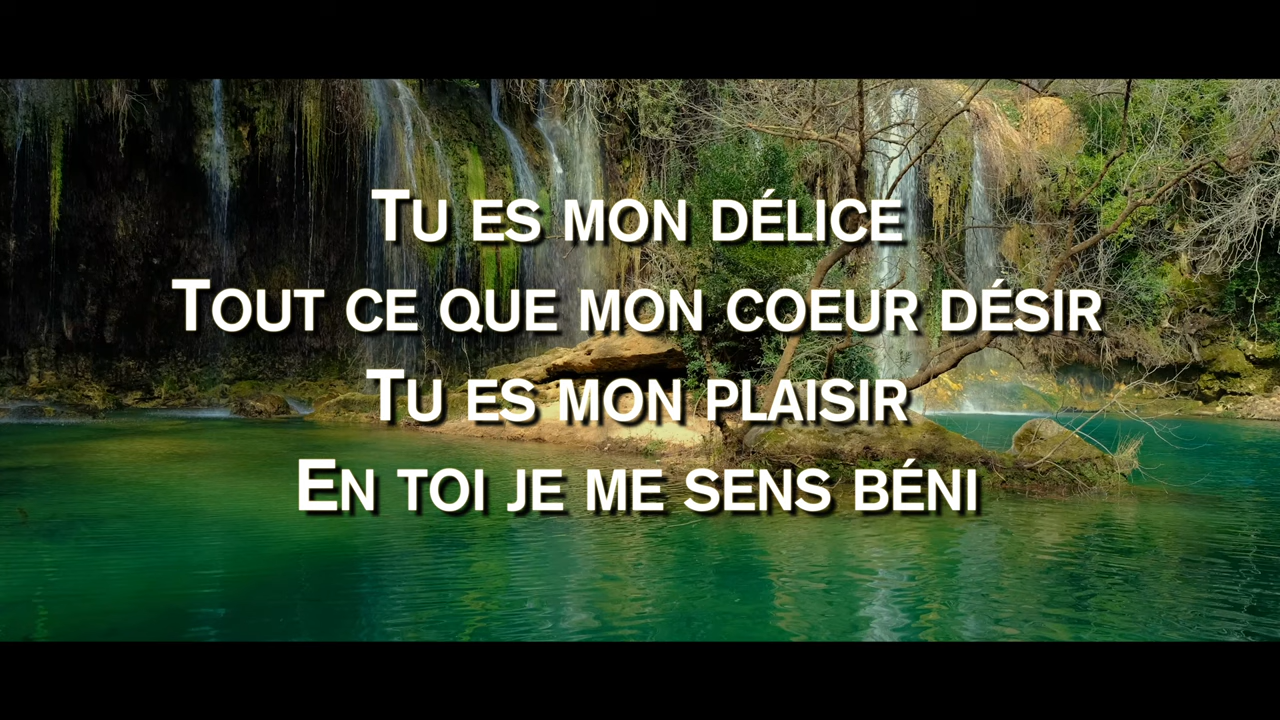 Tu es mon délice
Tout ce que mon coeur désir
Tu es mon plaisir
En toi je me sens béni